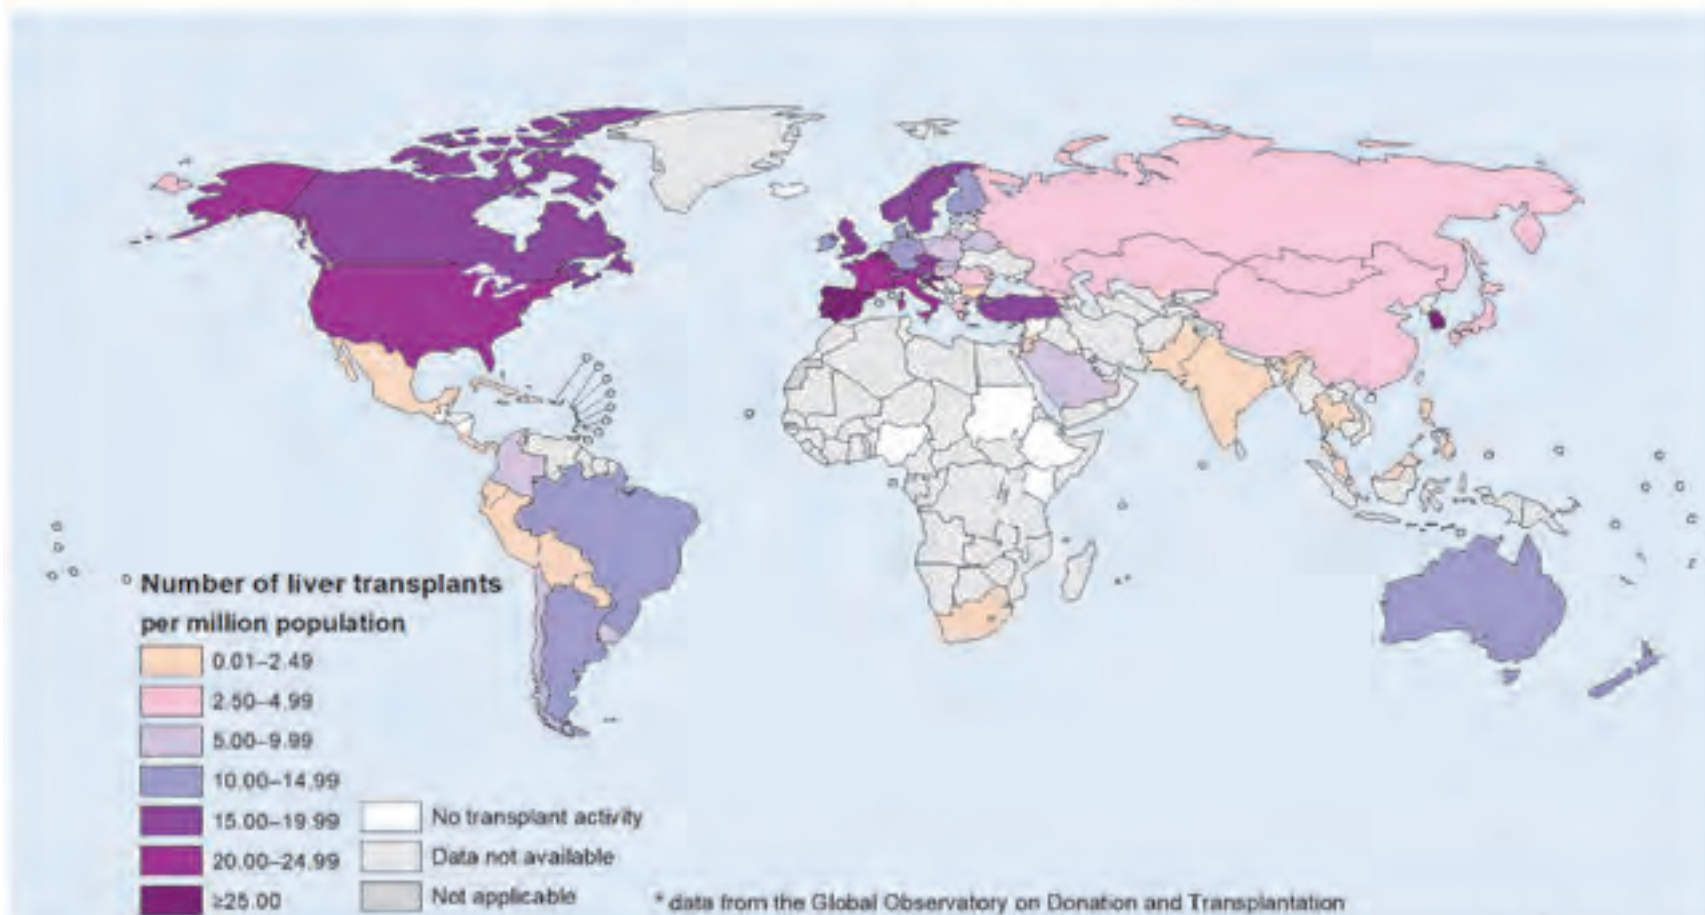 Number of liver transplants
per million population
0.01–2.49
2.50–4.99
5.00–9.99
10.00–14.99
15.00–19.99
20.00–24.99
≥25.00
No transplant activity
Data not available
Not applicable
* data from the Global Observatory on Donation and Transplantation